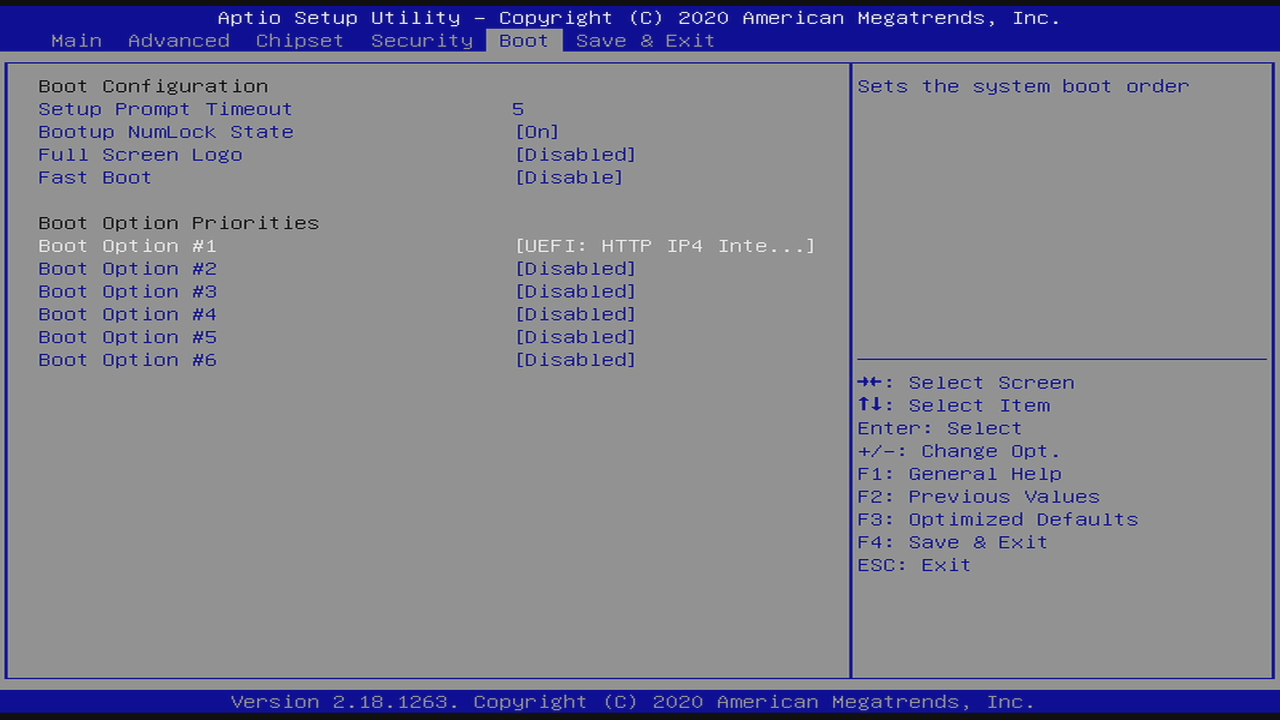 Aptio Setup Utility – Copyright (C) 2020 American Megatrends, Inc.
Main Advanced Chipset Security Boot Save & Exit
Boot Configuration
Setup Prompt Timeout 5
Bootup NumLock State [On]
Full Screen Logo [Disabled]
Fast Boot [Disable]
Boot Option Priorities
Boot Option #1 [UEFI: HTTP IP4 Inte...]
Boot Option #2 [Disabled]
Boot Option #3 [Disabled]
Boot Option #4 [Disabled]
Boot Option #5 [Disabled]
Boot Option #6 [Disabled]
Sets the system boot order
→←: Select Screen
↑↓: Select Item
Enter: Select
+/-: Change Opt.
F1: General Help
F2: Previous Values
F3: Optimized Defaults
F4: Save & Exit
ESC: Exit
Version 2.18.1263. Copyright (C) 2020 American Megatrends, Inc.